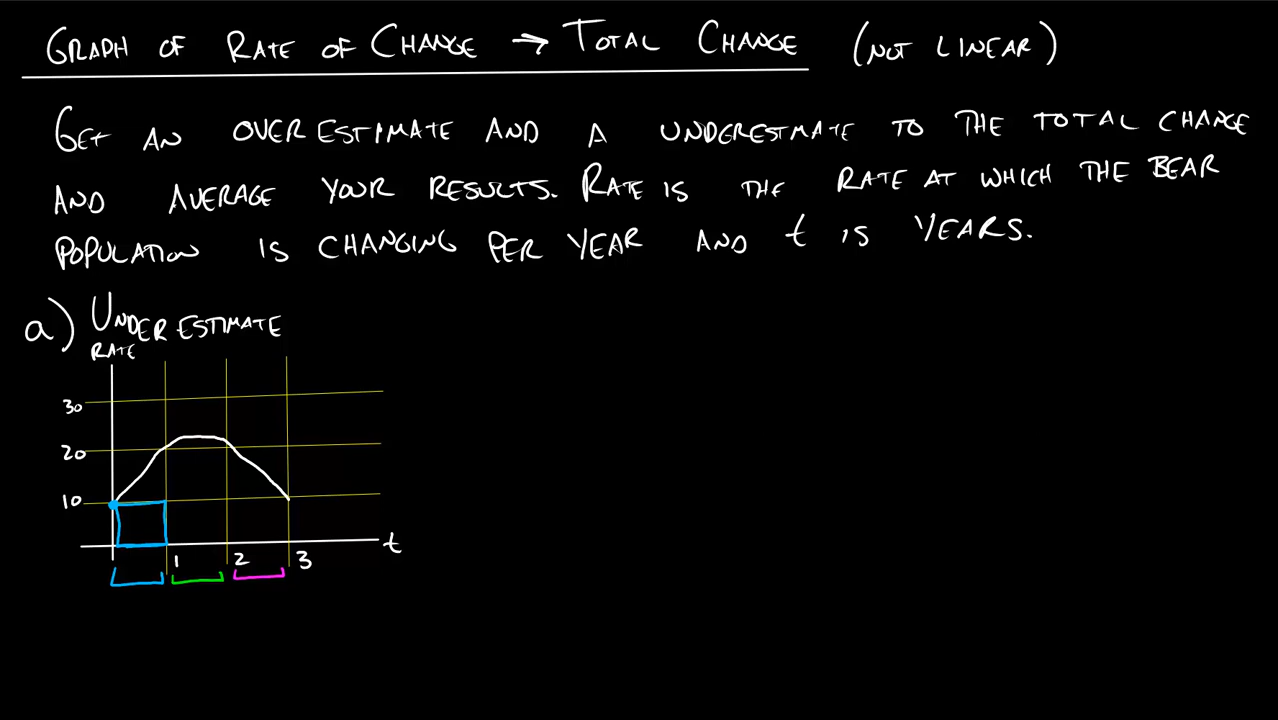 GRAPH OF RATE OF CHANGE → TOTAL CHANGE (NOT LINEAR)
GET AN OVERESTIMATE AND A UNDERESTIMATE TO THE TOTAL CHANGE
AND AVERAGE YOUR RESULTS. RATE IS THE RATE AT WHICH THE BEAR
POPULATION IS CHANGING PER YEAR AND t IS YEARS.
a) UNDERESTIMATE
RATE
30
20
10
t
1 2 3